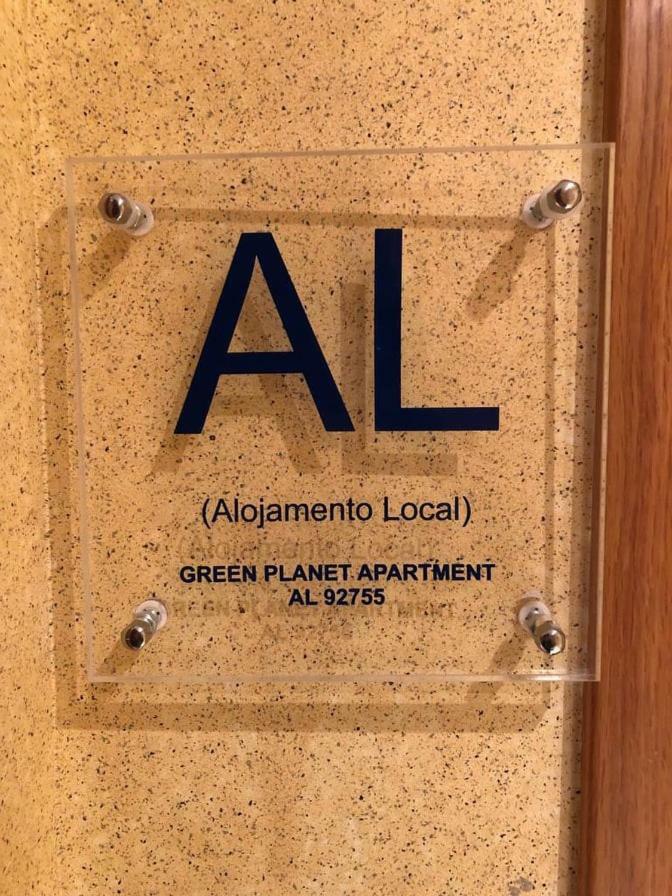 AL
(Alojamento Local)
GREEN PLANET APARTMENT
AL 92755